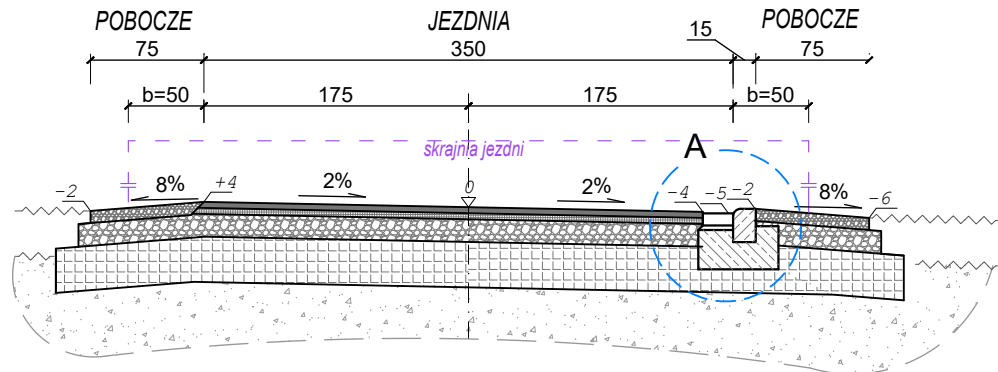 POBOCZE JEZDNIA POBOCZE
75 350 15 75
b=50 175 175 b=50
A
skrajnia jezdni
-2 8% +4 2% 0 2% -4 -5 -2 8% -6